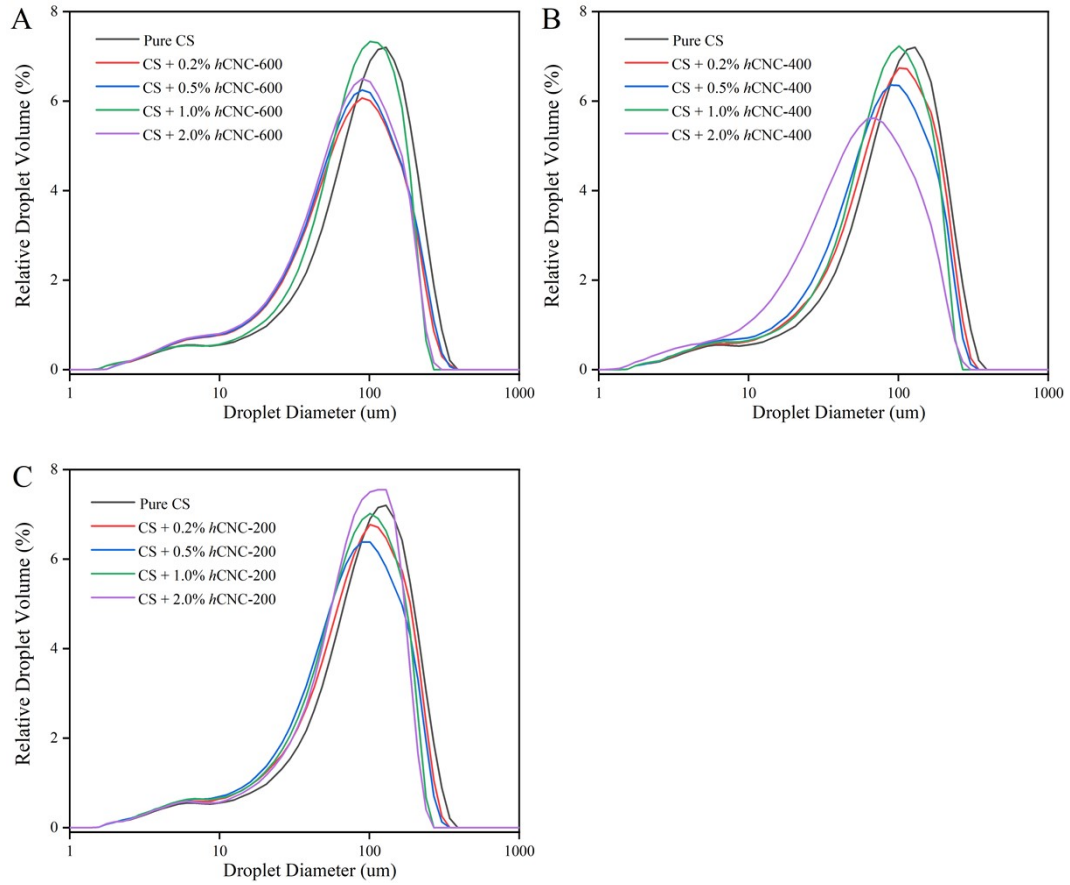 A
8
6
4
2
0
Relative Droplet Volume (%)
Pure CS
CS + 0.2% hCNC-600
CS + 0.5% hCNC-600
CS + 1.0% hCNC-600
CS + 2.0% hCNC-600
1
10
100
1000
Droplet Diameter (um)
B
8
6
4
2
0
Relative Droplet Volume (%)
Pure CS
CS + 0.2% hCNC-400
CS + 0.5% hCNC-400
CS + 1.0% hCNC-400
CS + 2.0% hCNC-400
1
10
100
1000
Droplet Diameter (um)
C
8
6
4
2
0
Relative Droplet Volume (%)
Pure CS
CS + 0.2% hCNC-200
CS + 0.5% hCNC-200
CS + 1.0% hCNC-200
CS + 2.0% hCNC-200
1
10
100
1000
Droplet Diameter (um)